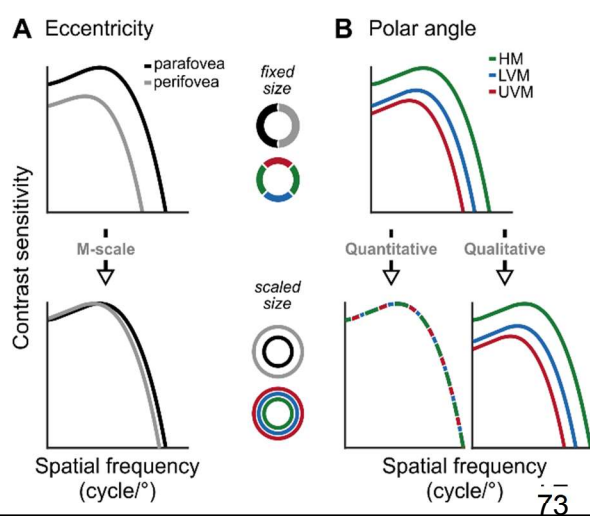 A Eccentricity
parafovea
perifovea
fixed
size
B Polar angle
HM
LVM
UVM
Contrast sensitivity
M-scale
Quantitative
Qualitative
scaled
size
Spatial frequency
(cycle/°)
Spatial frequency
(cycle/°)
73